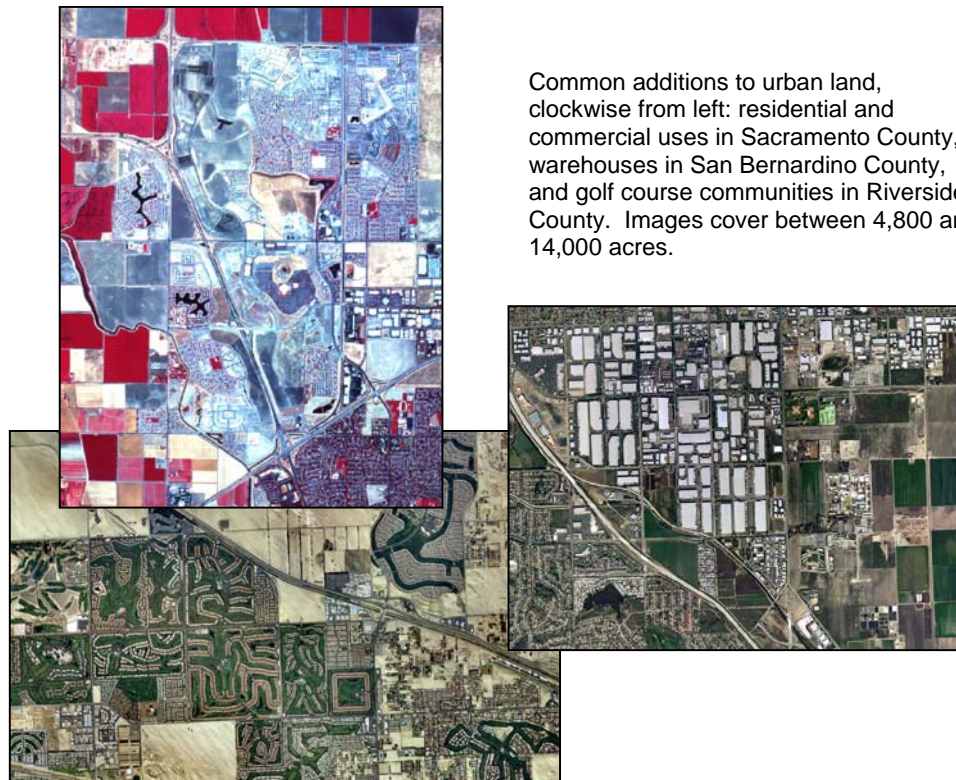 Common additions to urban land,
clockwise from left: residential and
commercial uses in Sacramento County,
warehouses in San Bernardino County,
and golf course communities in
County. Images cover between 4,800
14,000 acres.